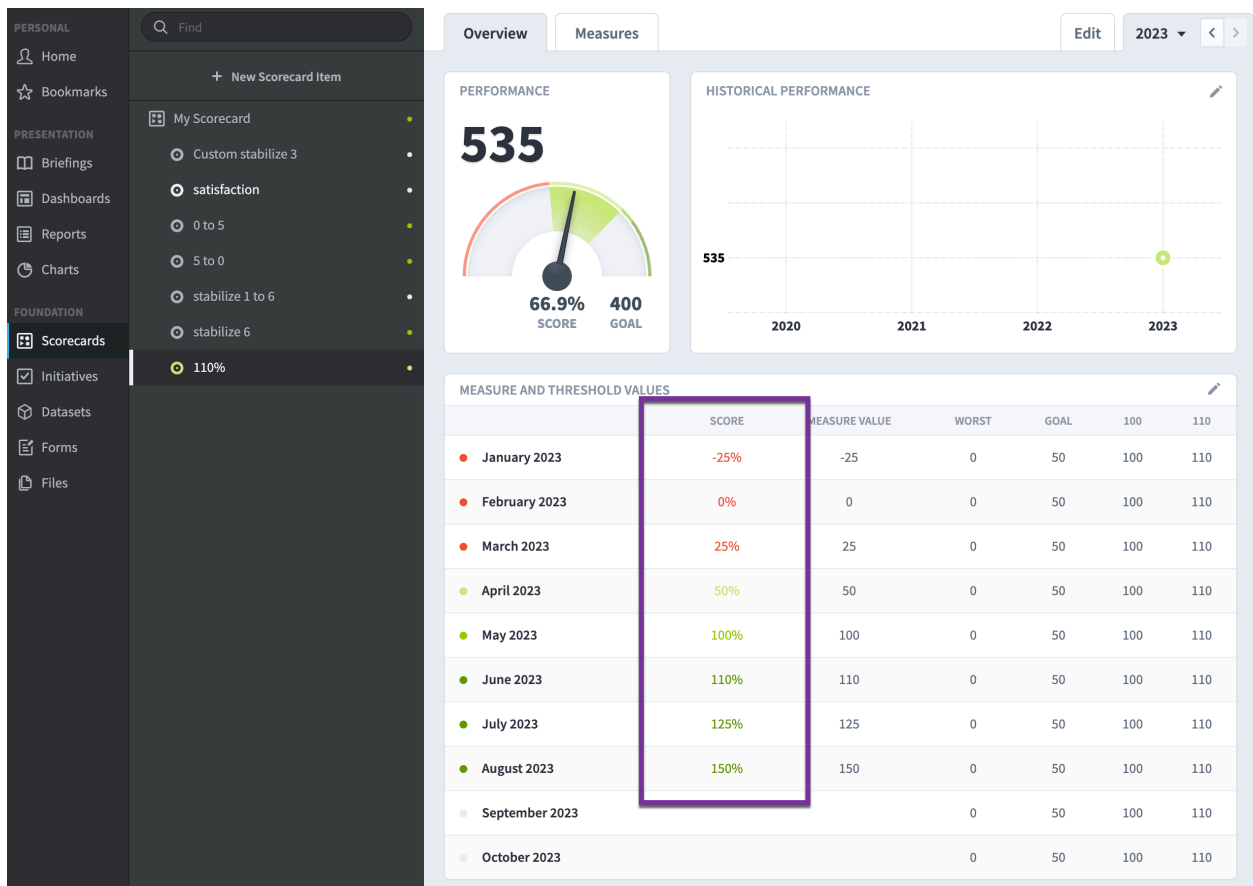 PERSONAL
Home
Bookmarks
PRESENTATION
Briefings
Dashboards
Reports
Charts
FOUNDATION
Scorecards
Initiatives
Datasets
Forms
Files
Find
+ New Scorecard Item
My Scorecard
Custom stabilize 3
satisfaction
0 to 5
5 to 0
stabilize 1 to 6
stabilize 6
110%
Overview Measures Edit 2023
PERFORMANCE
535
66.9% 400
SCORE GOAL
HISTORICAL PERFORMANCE
535
2020 2021 2022 2023
MEASURE AND THRESHOLD VALUES
SCORE MEASURE VALUE WORST GOAL 100 110
January 2023 -25% -25 0 50 100 110
February 2023 0% 0 0 50 100 110
March 2023 25% 25 0 50 100 110
April 2023 50% 50 0 50 100 110
May 2023 100% 100 0 50 100 110
June 2023 110% 110 0 50 100 110
July 2023 125% 125 0 50 100 110
August 2023 150% 150 0 50 100 110
September 2023 0 50 100 110
October 2023 0 50 100 110